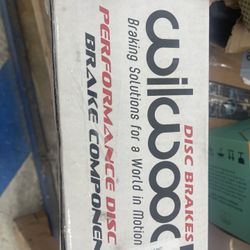 DISC BRAKES
wilwood
Braking Solutions for a World in Motion
PERFORMANCE DISC
BRAKE COMPONEN